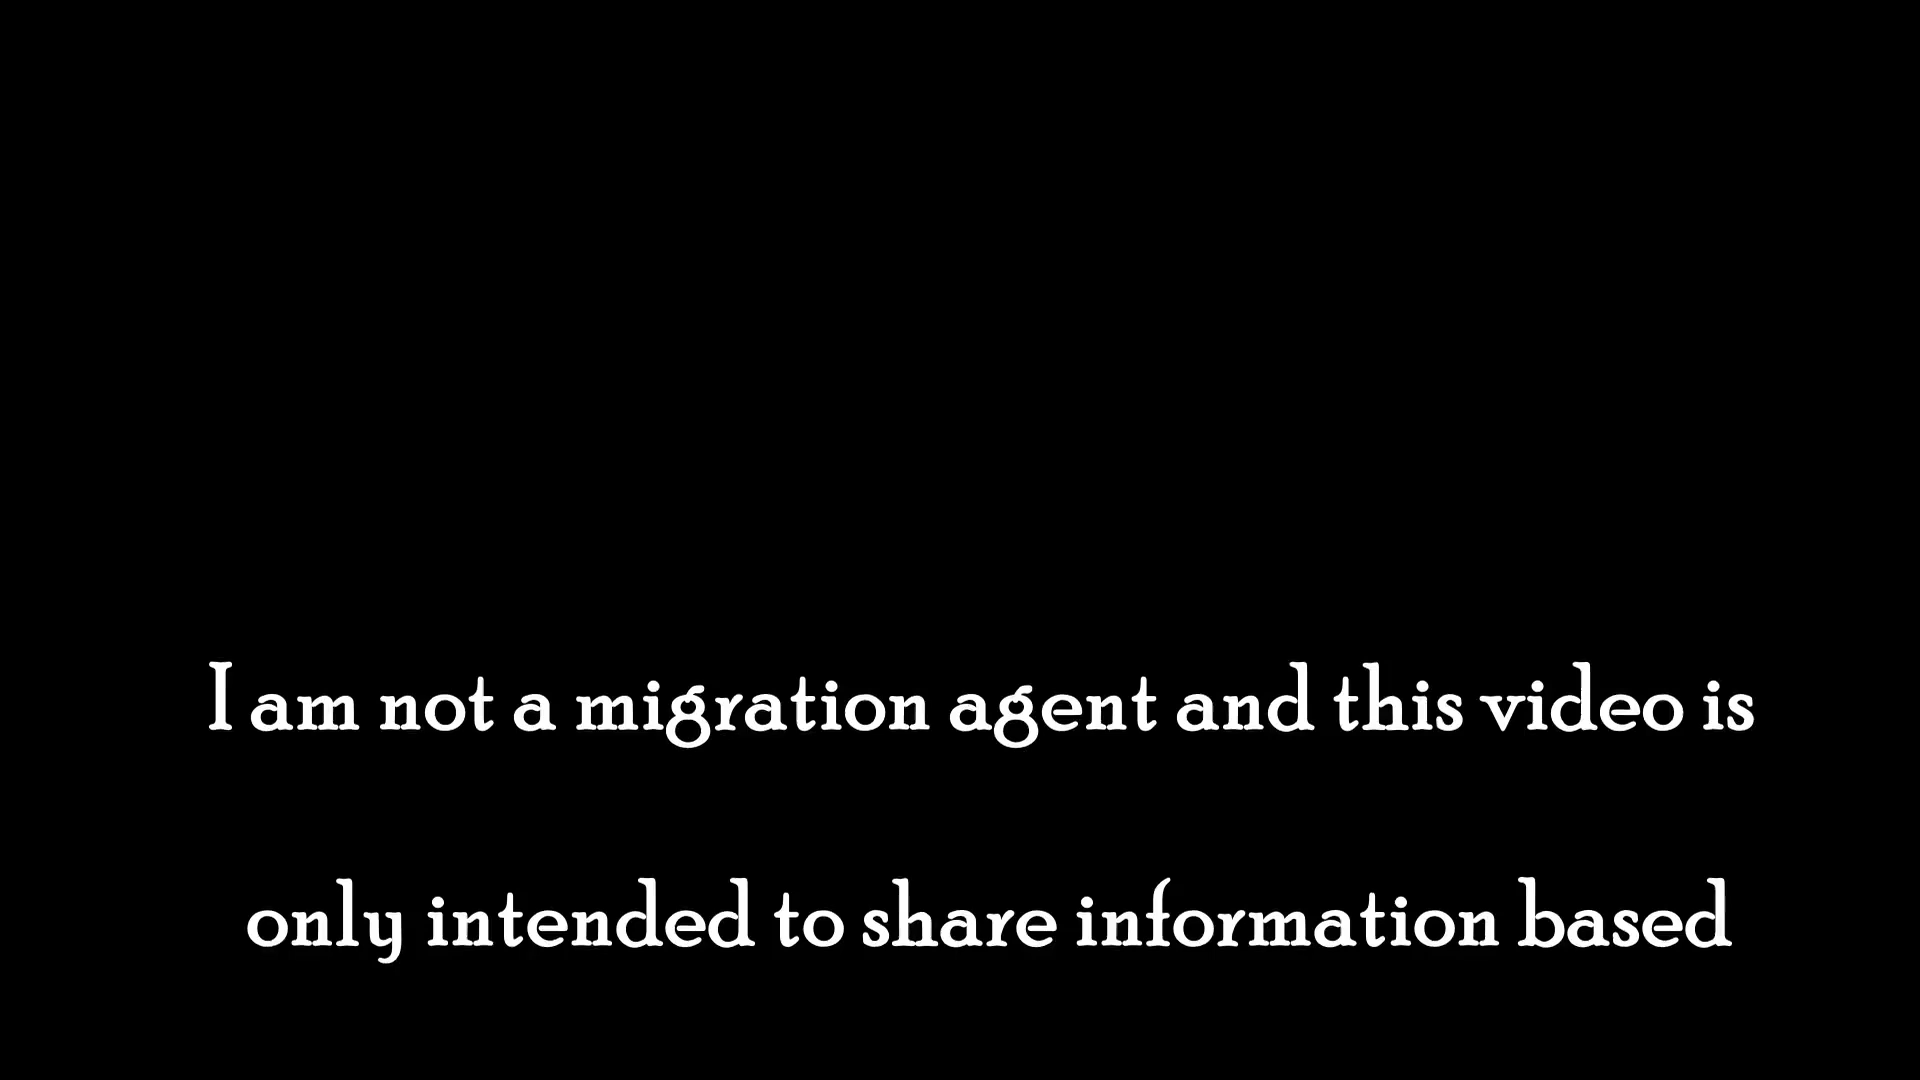 I am not a migration agent and this video is
only intended to share information based